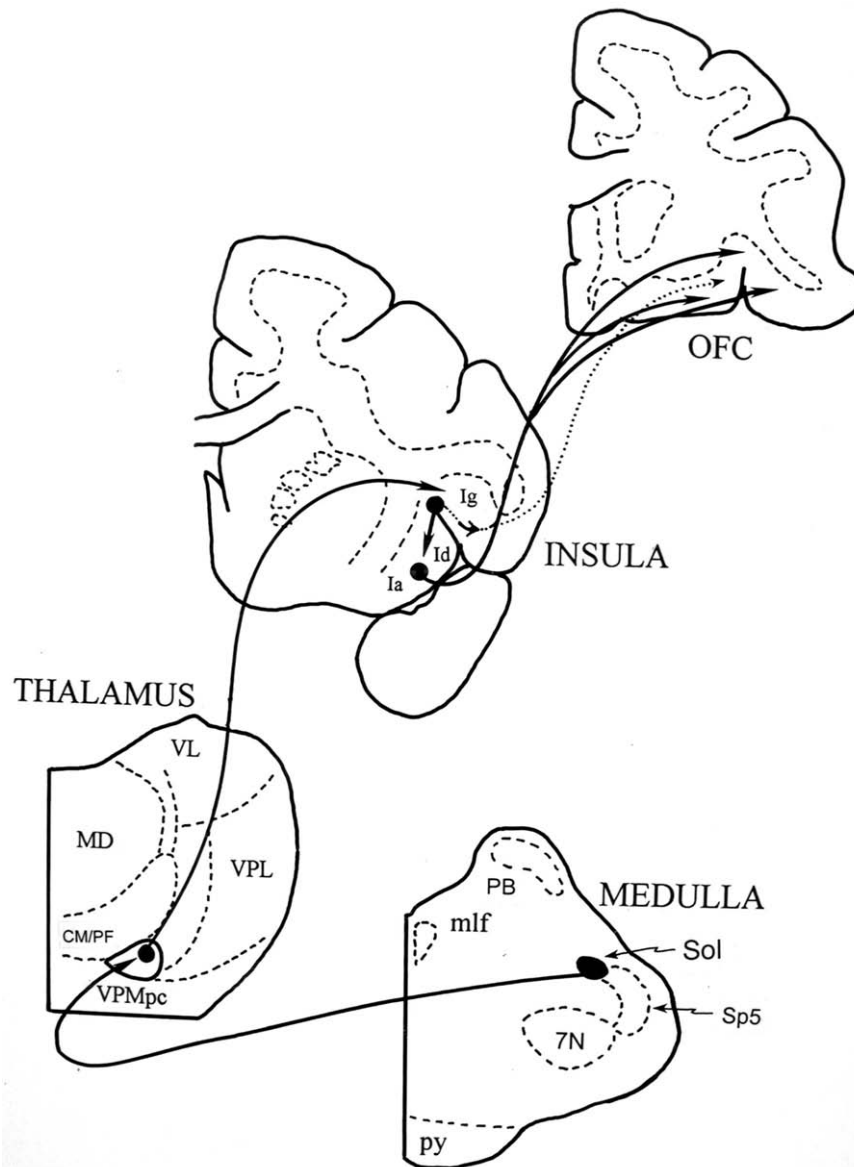 OFC
Ig
INSULA
Id
Ia
THALAMUS
VL
MD
VPL
CM/PF
VPMpc
PB
MEDULLA
mlf
Sol
7N
Sp5
py